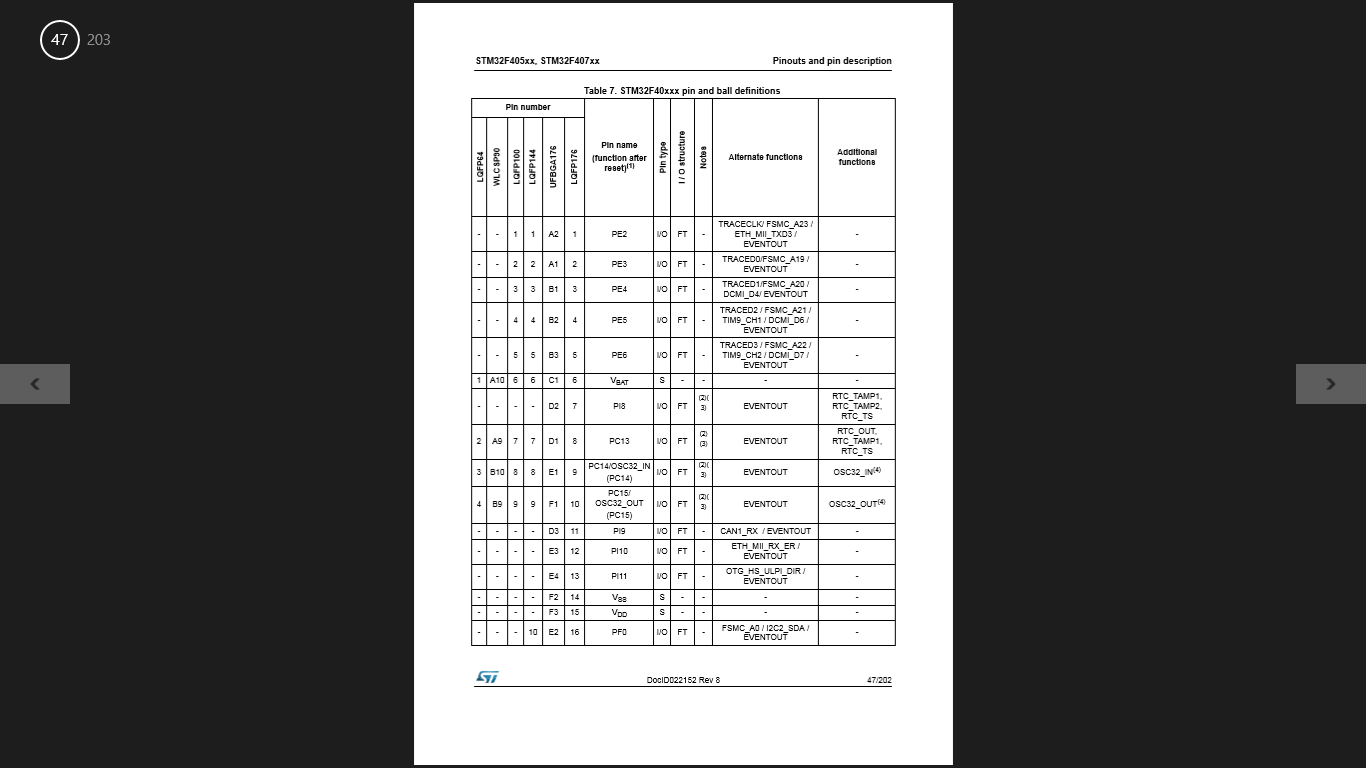 47 203
STM32F405xx, STM32F407xx Pinouts and pin description
Table 7. STM32F40xxx pin and ball definitions
Pin number
LQFP64 WLCSP90 LQFP100 LQFP144 UFBGA176 LQFP176
Pin name
(function after
reset)(1)
Pin type
I / O structure
Notes
Alternate functions
Additional
functions
- - 1 1 A2 1 PE2 I/O FT - TRACECLK/ FSMC_A23 /
ETH_MII_TXD3 /
EVENTOUT -
- - 2 2 A1 2 PE3 I/O FT - TRACED0/FSMC_A19 /
EVENTOUT -
- - 3 3 B1 3 PE4 I/O FT - TRACED1/FSMC_A20 /
DCMI_D4/ EVENTOUT -
- - 4 4 B2 4 PE5 I/O FT - TRACED2 / FSMC_A21 /
TIM9_CH1 / DCMI_D6 /
EVENTOUT -
- - 5 5 B3 5 PE6 I/O FT - TRACED3 / FSMC_A22 /
TIM9_CH2 / DCMI_D7 /
EVENTOUT -
1 A10 6 6 C1 6 VBAT S - - - -
- - - - D2 7 PI8 I/O FT (2)(
3) EVENTOUT RTC_TAMP1,
RTC_TAMP2,
RTC_TS
2 A9 7 7 D1 8 PC13 I/O FT (2)
(3) EVENTOUT RTC_OUT,
RTC_TAMP1,
RTC_TS
3 B10 8 8 E1 9 PC14/OSC32_IN
(PC14) I/O FT (2)(
3) EVENTOUT OSC32_IN(4)
4 B9 9 9 F1 10 PC15/
OSC32_OUT
(PC15) I/O FT (2)(
3) EVENTOUT OSC32_OUT(4)
- - - - D3 11 PI9 I/O FT - CAN1_RX / EVENTOUT -
- - - - E3 12 PI10 I/O FT - ETH_MII_RX_ER /
EVENTOUT -
- - - - E4 13 PI11 I/O FT - OTG_HS_ULPI_DIR /
EVENTOUT -
- - - - F2 14 VSS S - - - -
- - - - F3 15 VDD S - - - -
- - - 10 E2 16 PF0 I/O FT - FSMC_A0 / I2C2_SDA /
EVENTOUT -
ST DocID022152 Rev 8 47/202